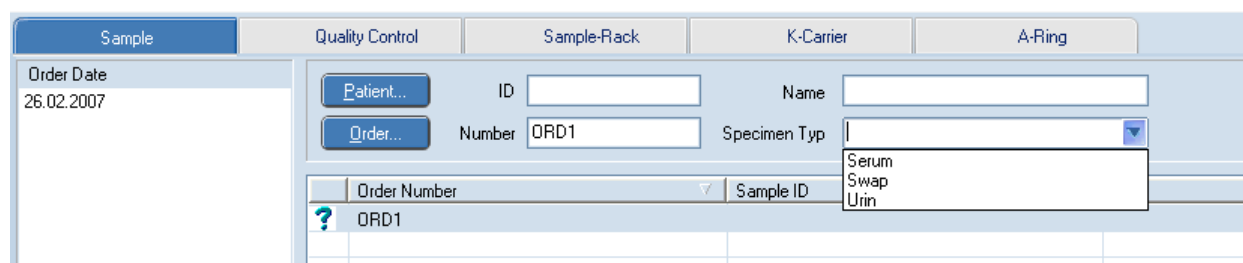 Sample Quality Control Sample-Rack K-Carrier A-Ring
Order Date
26.02.2007
Patient... ID Name
Order... Number ORD1 Specimen Typ
Serum
Swap
Urin
Order Number Sample ID
? ORD1